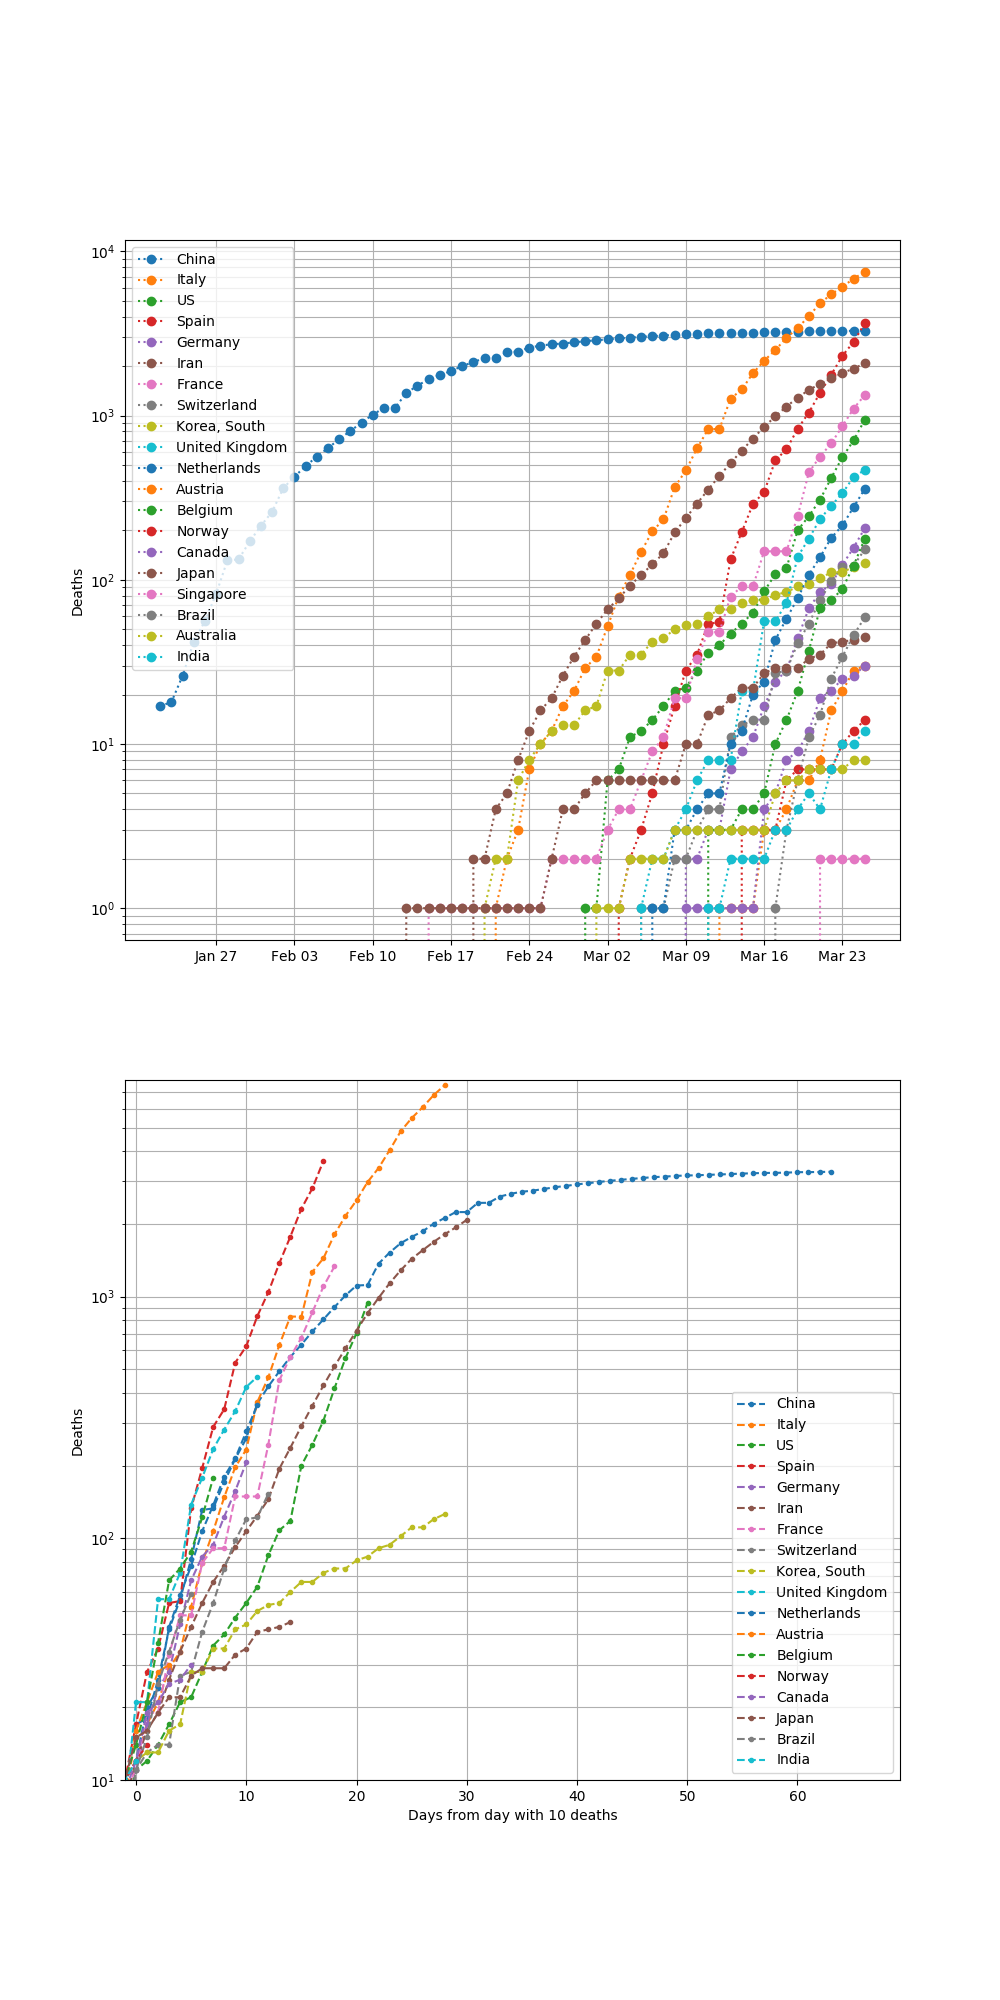 10⁴
10³
10²
10¹
10⁰
Deaths
China
Italy
US
Spain
Germany
Iran
France
Switzerland
Korea, South
United Kingdom
Netherlands
Austria
Belgium
Norway
Canada
Japan
Singapore
Brazil
Australia
India
Jan 27
Feb 03
Feb 10
Feb 17
Feb 24
Mar 02
Mar 09
Mar 16
Mar 23
10³
10²
10¹
Deaths
China
Italy
US
Spain
Germany
Iran
France
Switzerland
Korea, South
United Kingdom
Netherlands
Austria
Belgium
Norway
Canada
Japan
Brazil
India
0
10
20
30
40
50
60
Days from day with 10 deaths